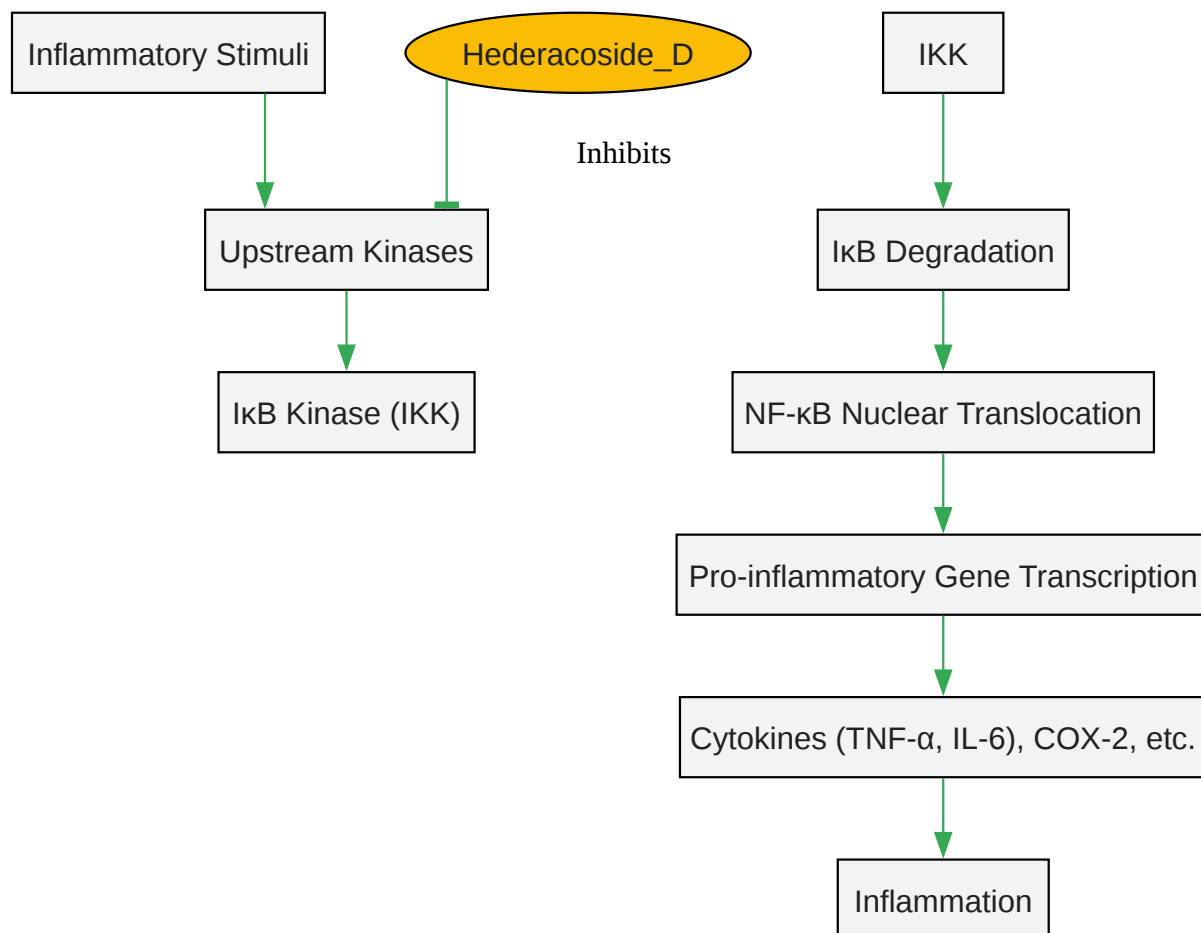 Inflammatory Stimuli
Hederacoside_D
IKK
Inhibits
Upstream Kinases
IκB Degradation
IκB Kinase (IKK)
NF-κB Nuclear Translocation
Pro-inflammatory Gene Transcription
Cytokines (TNF-α, IL-6), COX-2, etc.
Inflammation